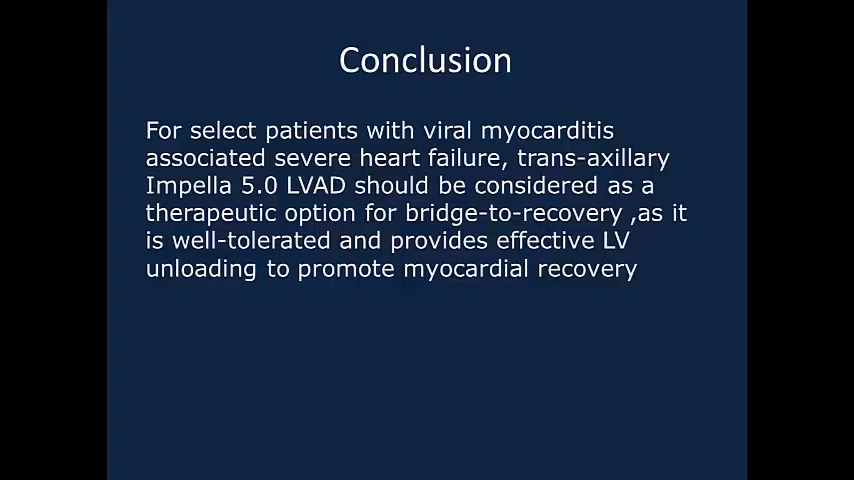 Conclusion
For select patients with viral myocarditis
associated severe heart failure, trans-axillary
Impella 5.0 LVAD should be considered as a
therapeutic option for bridge-to-recovery ,as it
is well-tolerated and provides effective LV
unloading to promote myocardial recovery